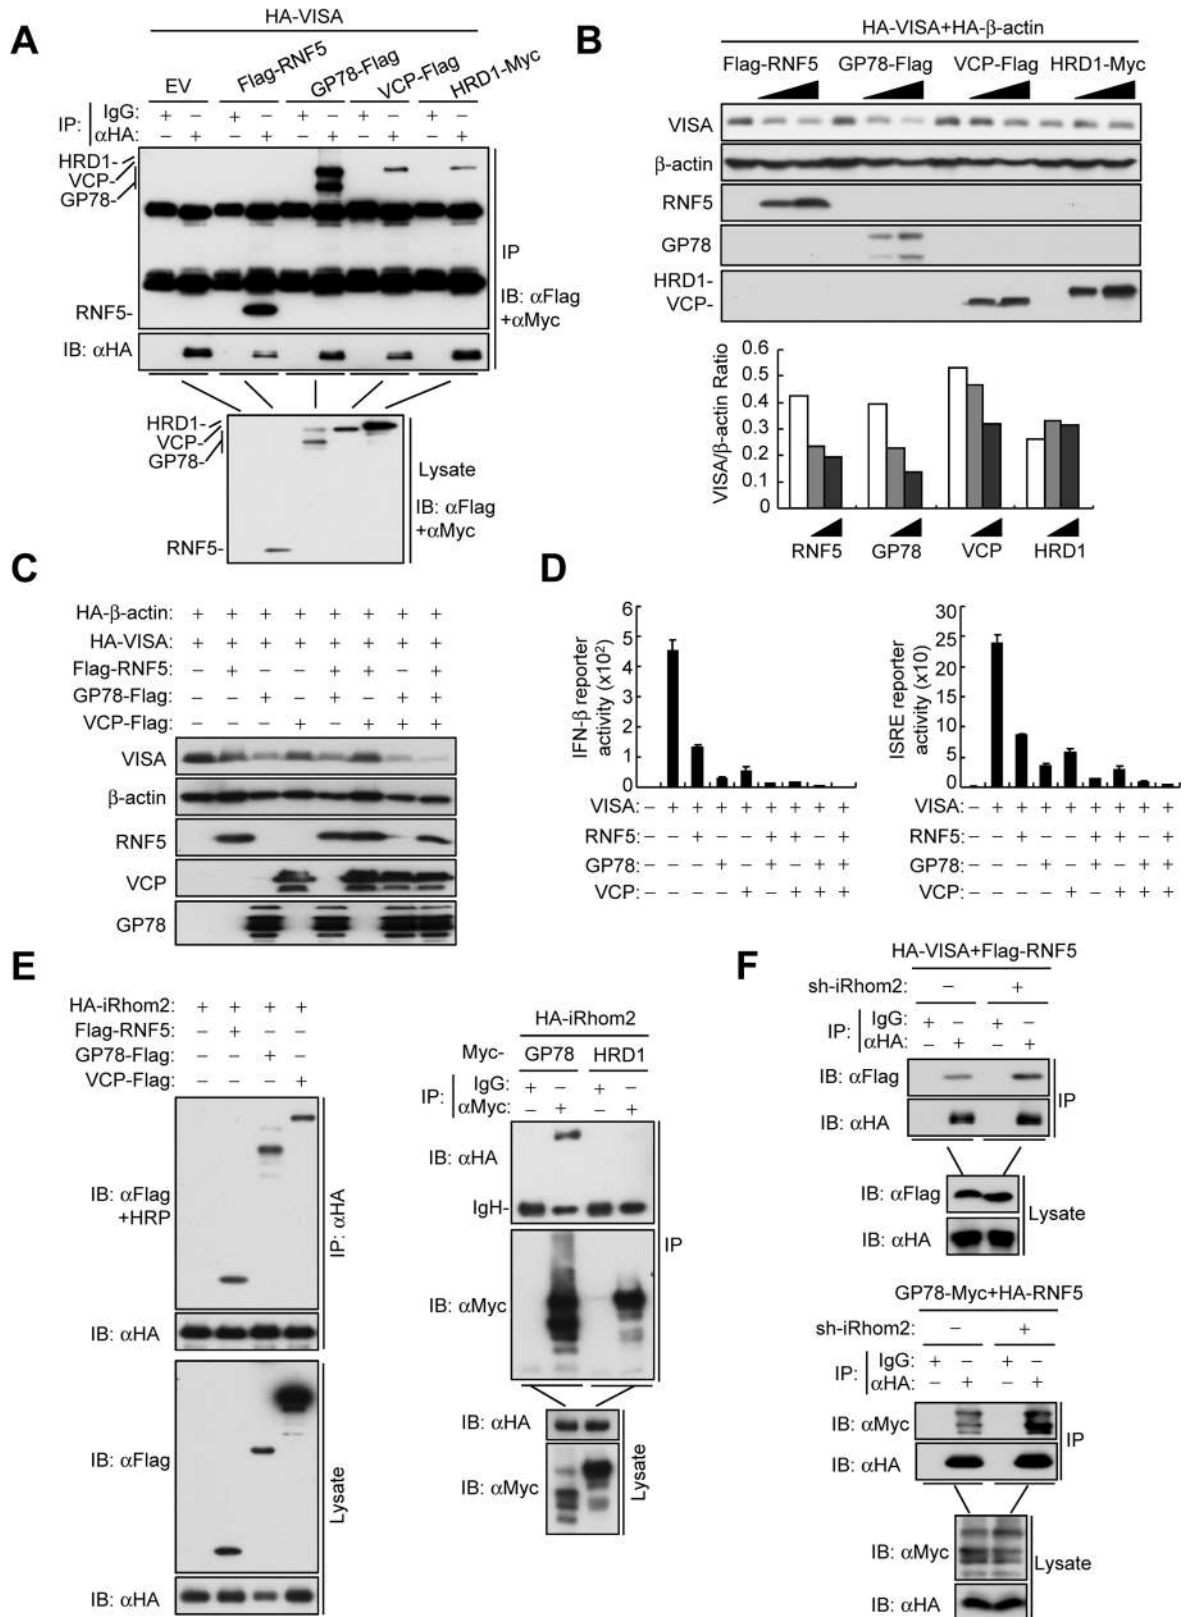 A
HA-VISA
EV
Flag-RNF5
GP78-Flag
VCP-Flag
HRD1-Myc
IP:
IgG: + – + – + – + – + –
αHA: – + – + – + – + – +
HRD1-
VCP-
GP78-
RNF5-
IP
IB: αFlag
+αMyc
IB: αHA
HRD1-
VCP-
GP78-
RNF5-
Lysate
IB: αFlag
+αMyc
B
HA-VISA+HA-β-actin
Flag-RNF5 GP78-Flag VCP-Flag HRD1-Myc
VISA
β-actin
RNF5
GP78
HRD1-
VCP-
VISA/β-actin Ratio
0.6
0.5
0.4
0.3
0.2
0.1
0
RNF5 GP78 VCP HRD1
C
HA-β-actin: + + + + + + + +
HA-VISA: + + + + + + + +
Flag-RNF5: – + – – + + – +
GP78-Flag: – – + – + – + +
VCP-Flag: – – – + – + + +
VISA
β-actin
RNF5
VCP
GP78
D
IFN-β reporter
activity (x10²)
6
5
4
3
2
1
0
VISA: – + + + + + + + +
RNF5: – – + – – + + – +
GP78: – – – + – + – + +
VCP: – – – – + – + + +
ISRE reporter
activity (x10)
30
25
20
15
10
5
0
VISA: – + + + + + + + +
RNF5: – – + – – + + – +
GP78: – – – + – + – + +
VCP: – – – – + – + + +
E
HA-iRhom2: + + + +
Flag-RNF5: – + – –
GP78-Flag: – – + –
VCP-Flag: – – – +
IB: αFlag
+HRP
IB: αHA
IP: αHA
IB: αFlag
IB: αHA
Lysate
HA-iRhom2
Myc- GP78 HRD1
IP:
IgG: + – + –
αMyc: – + – +
IB: αHA
IgH-
IB: αMyc
IP
IB: αHA
IB: αMyc
Lysate
F
HA-VISA+Flag-RNF5
sh-iRhom2: – +
IP:
IgG: + – + –
αHA: – + – +
IB: αFlag
IB: αHA
IP
IB: αFlag
IB: αHA
Lysate
GP78-Myc+HA-RNF5
sh-iRhom2: – +
IP:
IgG: + – + –
αHA: – + – +
IB: αMyc
IB: αHA
IP
IB: αMyc
IB: αHA
Lysate